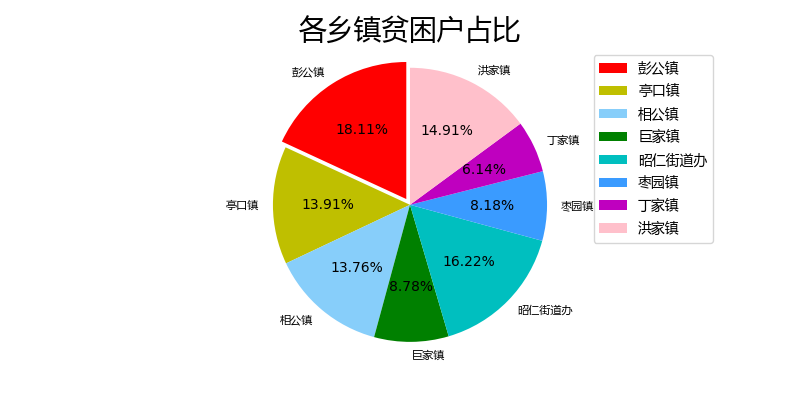 各乡镇贫困户占比
彭公镇
18.11%
亭口镇
13.91%
相公镇
13.76%
巨家镇
8.78%
昭仁街道办
16.22%
枣园镇
8.18%
丁家镇
6.14%
洪家镇
14.91%
彭公镇
亭口镇
相公镇
巨家镇
昭仁街道办
枣园镇
丁家镇
洪家镇